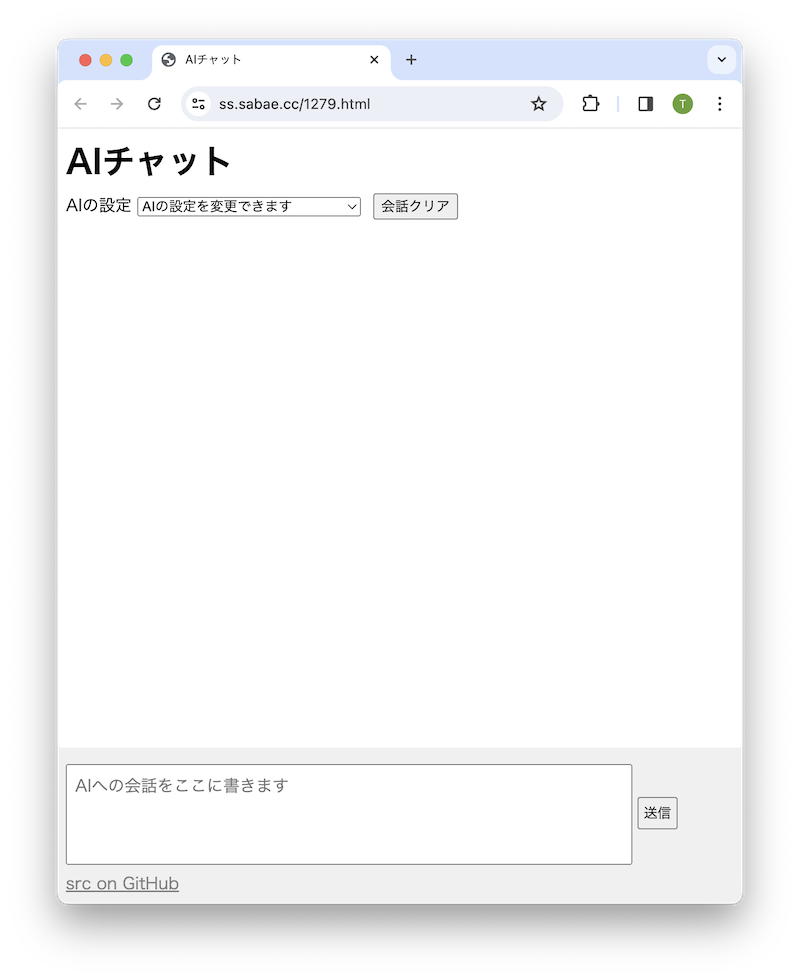 AIチャット
ss.sabae.cc/1279.html
T
AIチャット
AIの設定 AIの設定を変更できます 会話クリア
AIへの会話をここに書きます
送信
src on GitHub